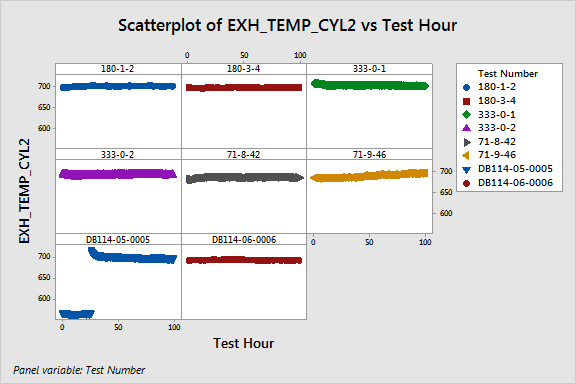 Scatterplot of EXH_TEMP_CYL2 vs Test Hour
0 50 100
180-1-2 180-3-4 333-0-1
700
650
600
333-0-2 71-8-42 71-9-46
700
650
600
DB114-05-0005 DB114-06-0006
700
650
600
0 50 100
0 50 100
EXH_TEMP_CYL2
Test Hour
Test Number
180-1-2
180-3-4
333-0-1
333-0-2
71-8-42
71-9-46
DB114-05-0005
DB114-06-0006
Panel variable: Test Number